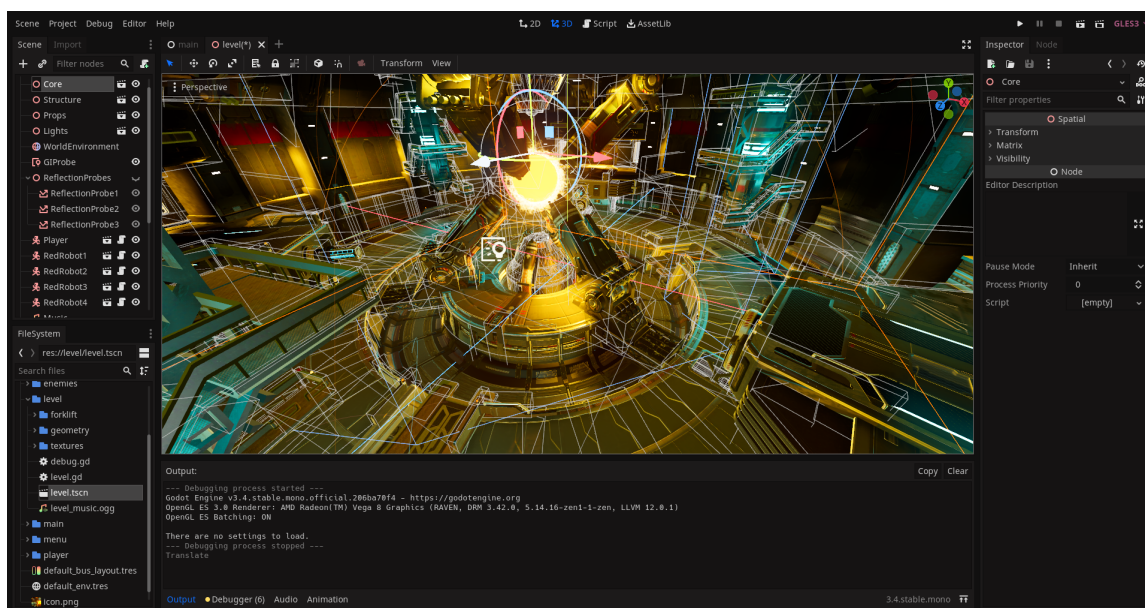 Scene Project Debug Editor Help
2D 3D Script AssetLib
GLES3
Scene Import
Filter nodes
Core
Structure
Props
Lights
WorldEnvironment
GIProbe
ReflectionProbes
ReflectionProbe1
ReflectionProbe2
ReflectionProbe3
Player
RedRobot1
RedRobot2
RedRobot3
RedRobot4
Music
FileSystem
res://level/level.tscn
Search files
enemies
level
forklift
geometry
textures
debug.gd
level.gd
level.tscn
level_music.ogg
main
menu
player
default_bus_layout.tres
default_env.tres
icon.png
main level(*)
Transform View
Perspective
Y
X
Z
Output:
Copy Clear
--- Debugging process started ---
Godot Engine v3.4.stable.mono.official.206ba70f4 - https://godotengine.org
OpenGL ES 3.0 Renderer: AMD Radeon(TM) Vega 8 Graphics (RAVEN, DRM 3.42.0, 5.14.16-zen1-1-zen, LLVM 12.0.1)
OpenGL ES Batching: ON
There are no settings to load.
--- Debugging process stopped ---
Translate
Output Debugger (6) Audio Animation
3.4.stable.mono
Inspector Node
Core
DOC
Filter properties
Spatial
Transform
Matrix
Visibility
Node
Editor Description
Pause Mode Inherit
Process Priority 0
Script [empty]